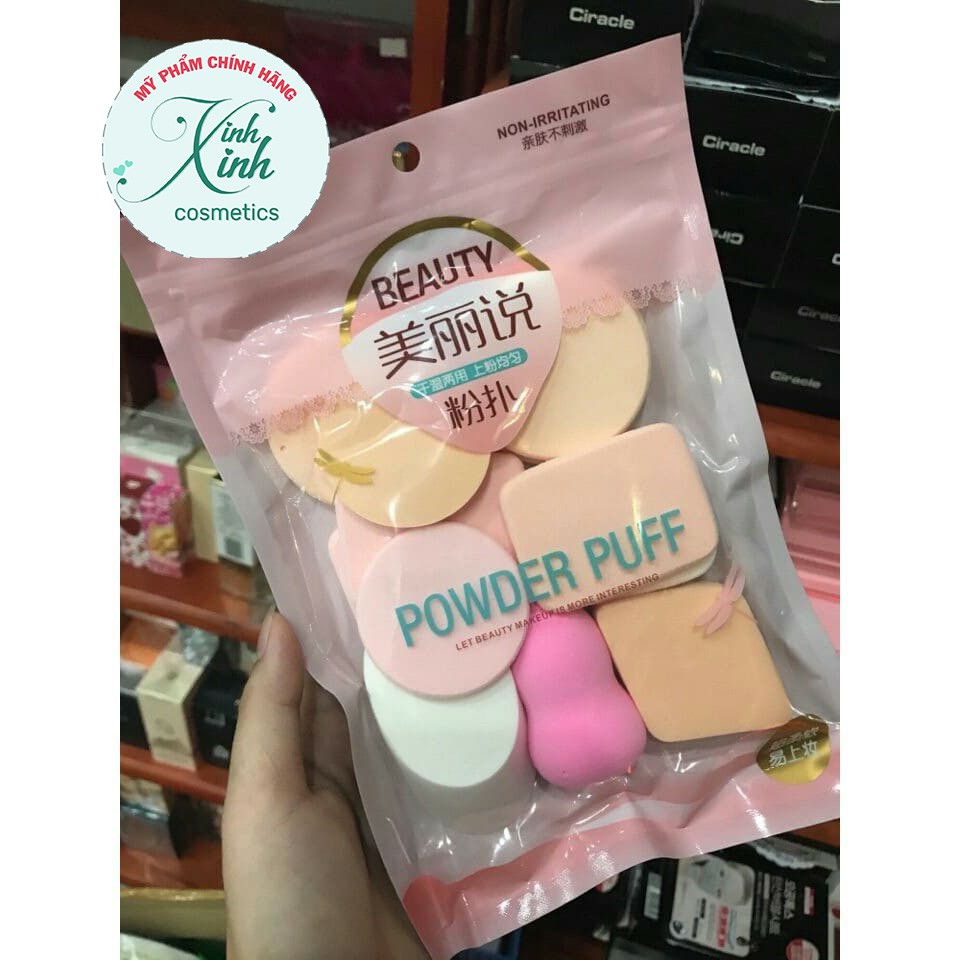 MỸ PHẨM CHÍNH HÃNG
Xinh
Xinh
cosmetics
Ciracle
Ciracle
Ciracle
Ciracle
Ciracle
NON-IRRITATING
亲肤不刺激
BEAUTY
美丽说
干湿两用 上粉均匀
粉扑
POWDER PUFF
LET BEAUTY MAKEUP IS MORE INTERESTING
易上妆